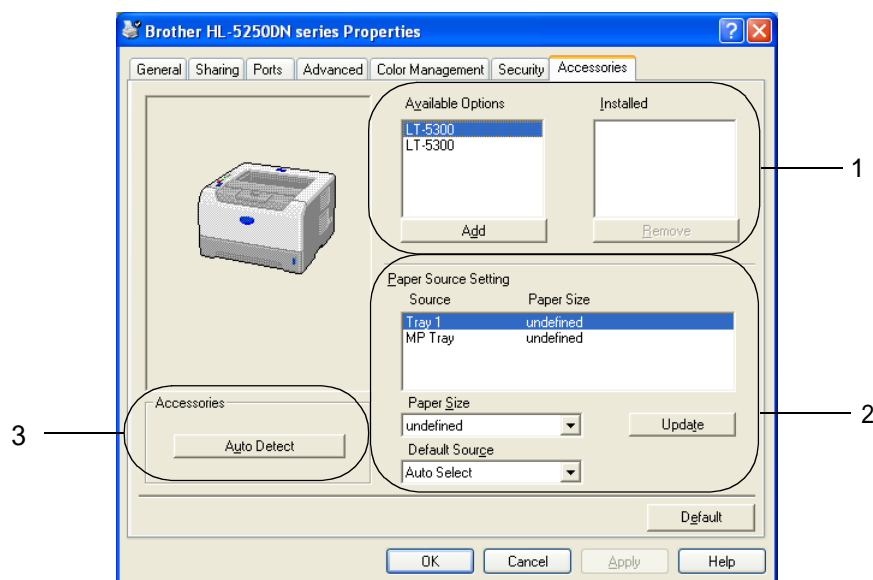 Brother HL-5250DN series Properties
General Sharing Ports Advanced Color Management Security Accessories
Available Options Installed
LT-5300
LT-5300
1
Add Remove
Paper Source Setting
Source Paper Size
Tray 1 undefined
MP Tray undefined
Accessories
Auto Detect
3
Paper Size
undefined
Update
2
Default Source
Auto Select
Default
OK Cancel Apply Help